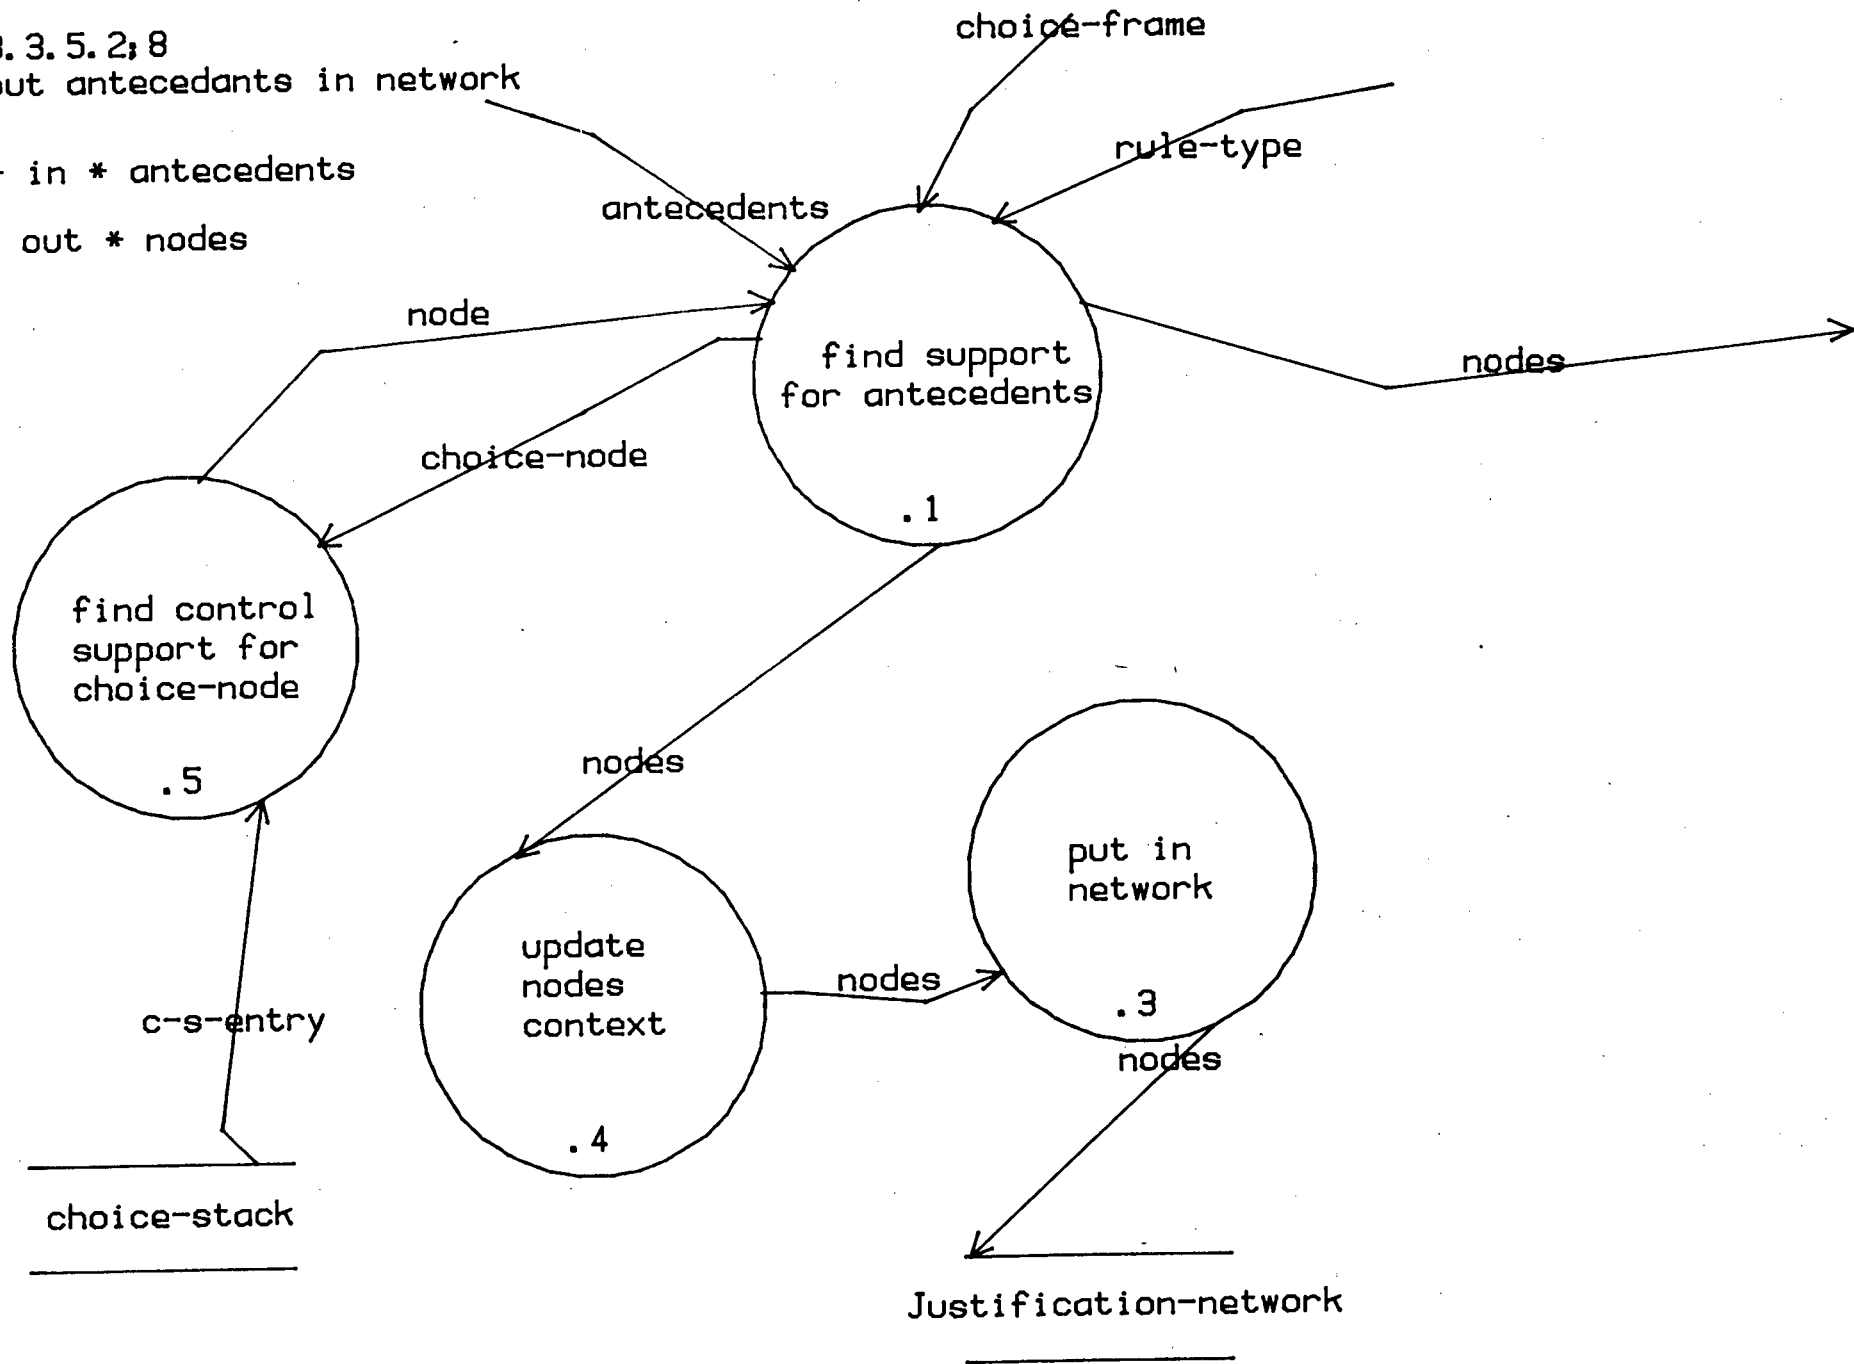 3.3.5.2;8
put antecedants in network
in * antecedents
out * nodes
choice-frame
rule-type
antecedents
node
find support
for antecedents
.1
nodes
choice-node
find control
support for
choice-node
.5
nodes
put in
network
.3
update
nodes
context
.4
nodes
nodes
c-s-entry
choice-stack
Justification-network